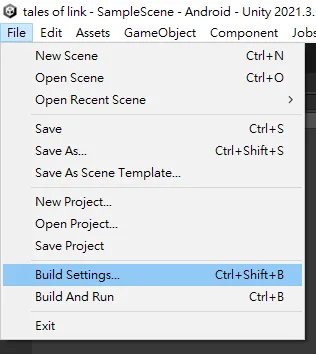 tales of link - SampleScene - Android - Unity 2021.3.
File Edit Assets GameObject Component Jobs
New Scene Ctrl+N
Open Scene Ctrl+O
Open Recent Scene
Save Ctrl+S
Save As... Ctrl+Shift+S
Save As Scene Template...
New Project...
Open Project...
Save Project
Build Settings... Ctrl+Shift+B
Build And Run Ctrl+B
Exit